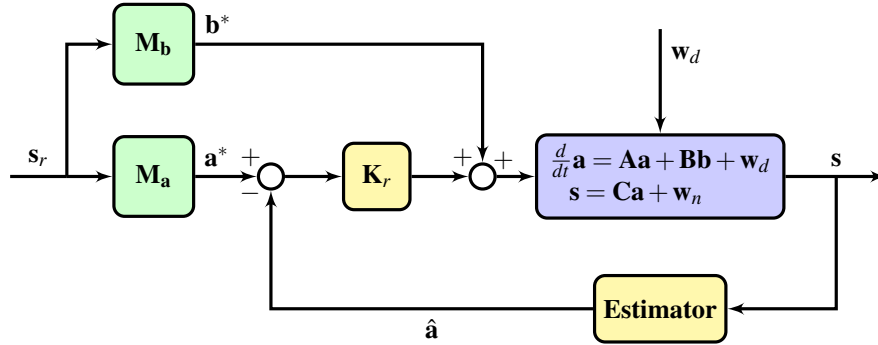 M_b
b*
w_d
s_r
M_a
a* +
−
K_r
+ +
d/dt a = Aa + Bb + w_d
s = Ca + w_n
s
Estimator
â